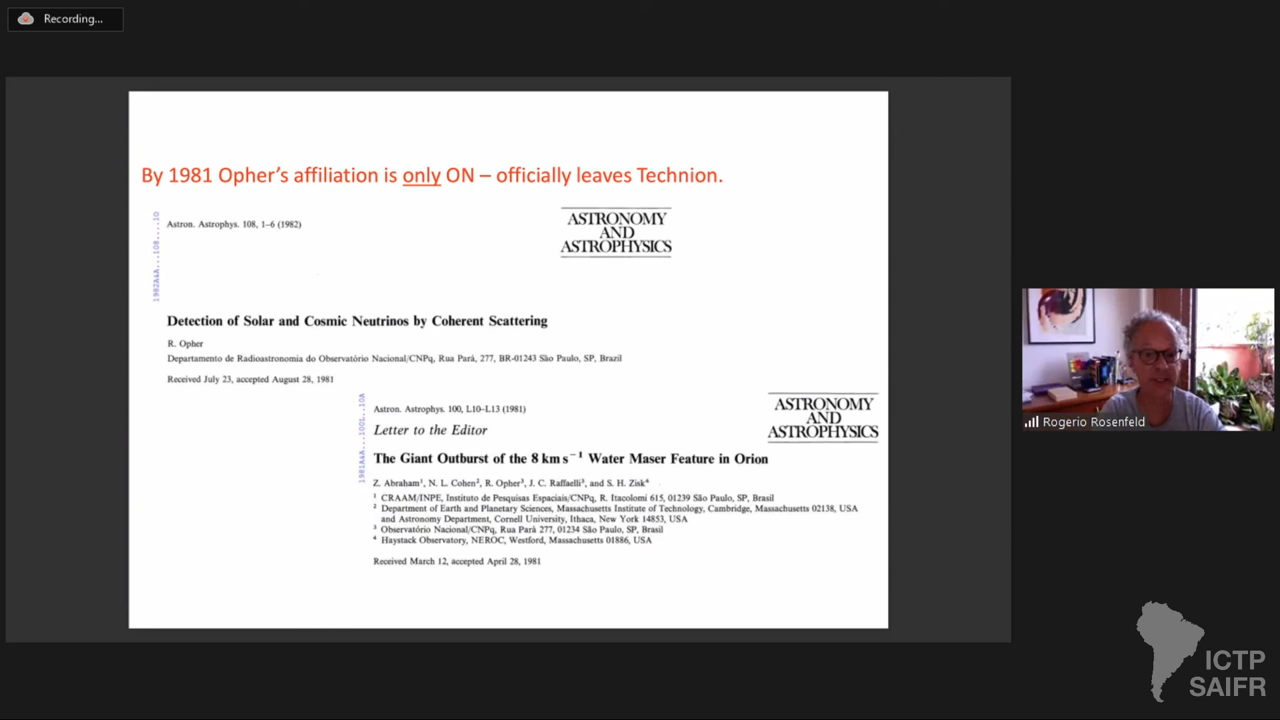 Recording...
By 1981 Opher's affiliation is only ON – officially leaves Technion.
1982A&A...108....1O
Astron. Astrophys. 108, 1–6 (1982)
ASTRONOMY
AND
ASTROPHYSICS
Detection of Solar and Cosmic Neutrinos by Coherent Scattering
R. Opher
Departamento de Radioastronomia do Observatório Nacional/CNPq, Rua Pará, 277, BR-01243 São Paulo, SP, Brazil
Received July 23, accepted August 28, 1981
1981A&A...100L..10A
Astron. Astrophys. 100, L10–L13 (1981)
ASTRONOMY
AND
ASTROPHYSICS
Letter to the Editor
The Giant Outburst of the 8 km s⁻¹ Water Maser Feature in Orion
Z. Abraham¹, N. L. Cohen², R. Opher³, J. C. Raffaelli³, and S. H. Zisk⁴
¹ CRAAM/INPE, Instituto de Pesquisas Espaciais/CNPq, R. Itacolomi 615, 01239 São Paulo, SP, Brasil
² Department of Earth and Planetary Sciences, Massachusetts Institute of Technology, Cambridge, Massachusetts 02138, USA
and Astronomy Department, Cornell University, Ithaca, New York 14853, USA
³ Observatório Nacional/CNPq, Rua Pará 277, 01234 São Paulo, SP, Brasil
⁴ Haystack Observatory, NEROC, Westford, Massachusetts 01886, USA
Received March 12, accepted April 28, 1981
Rogerio Rosenfeld
ICTP
SAIFR